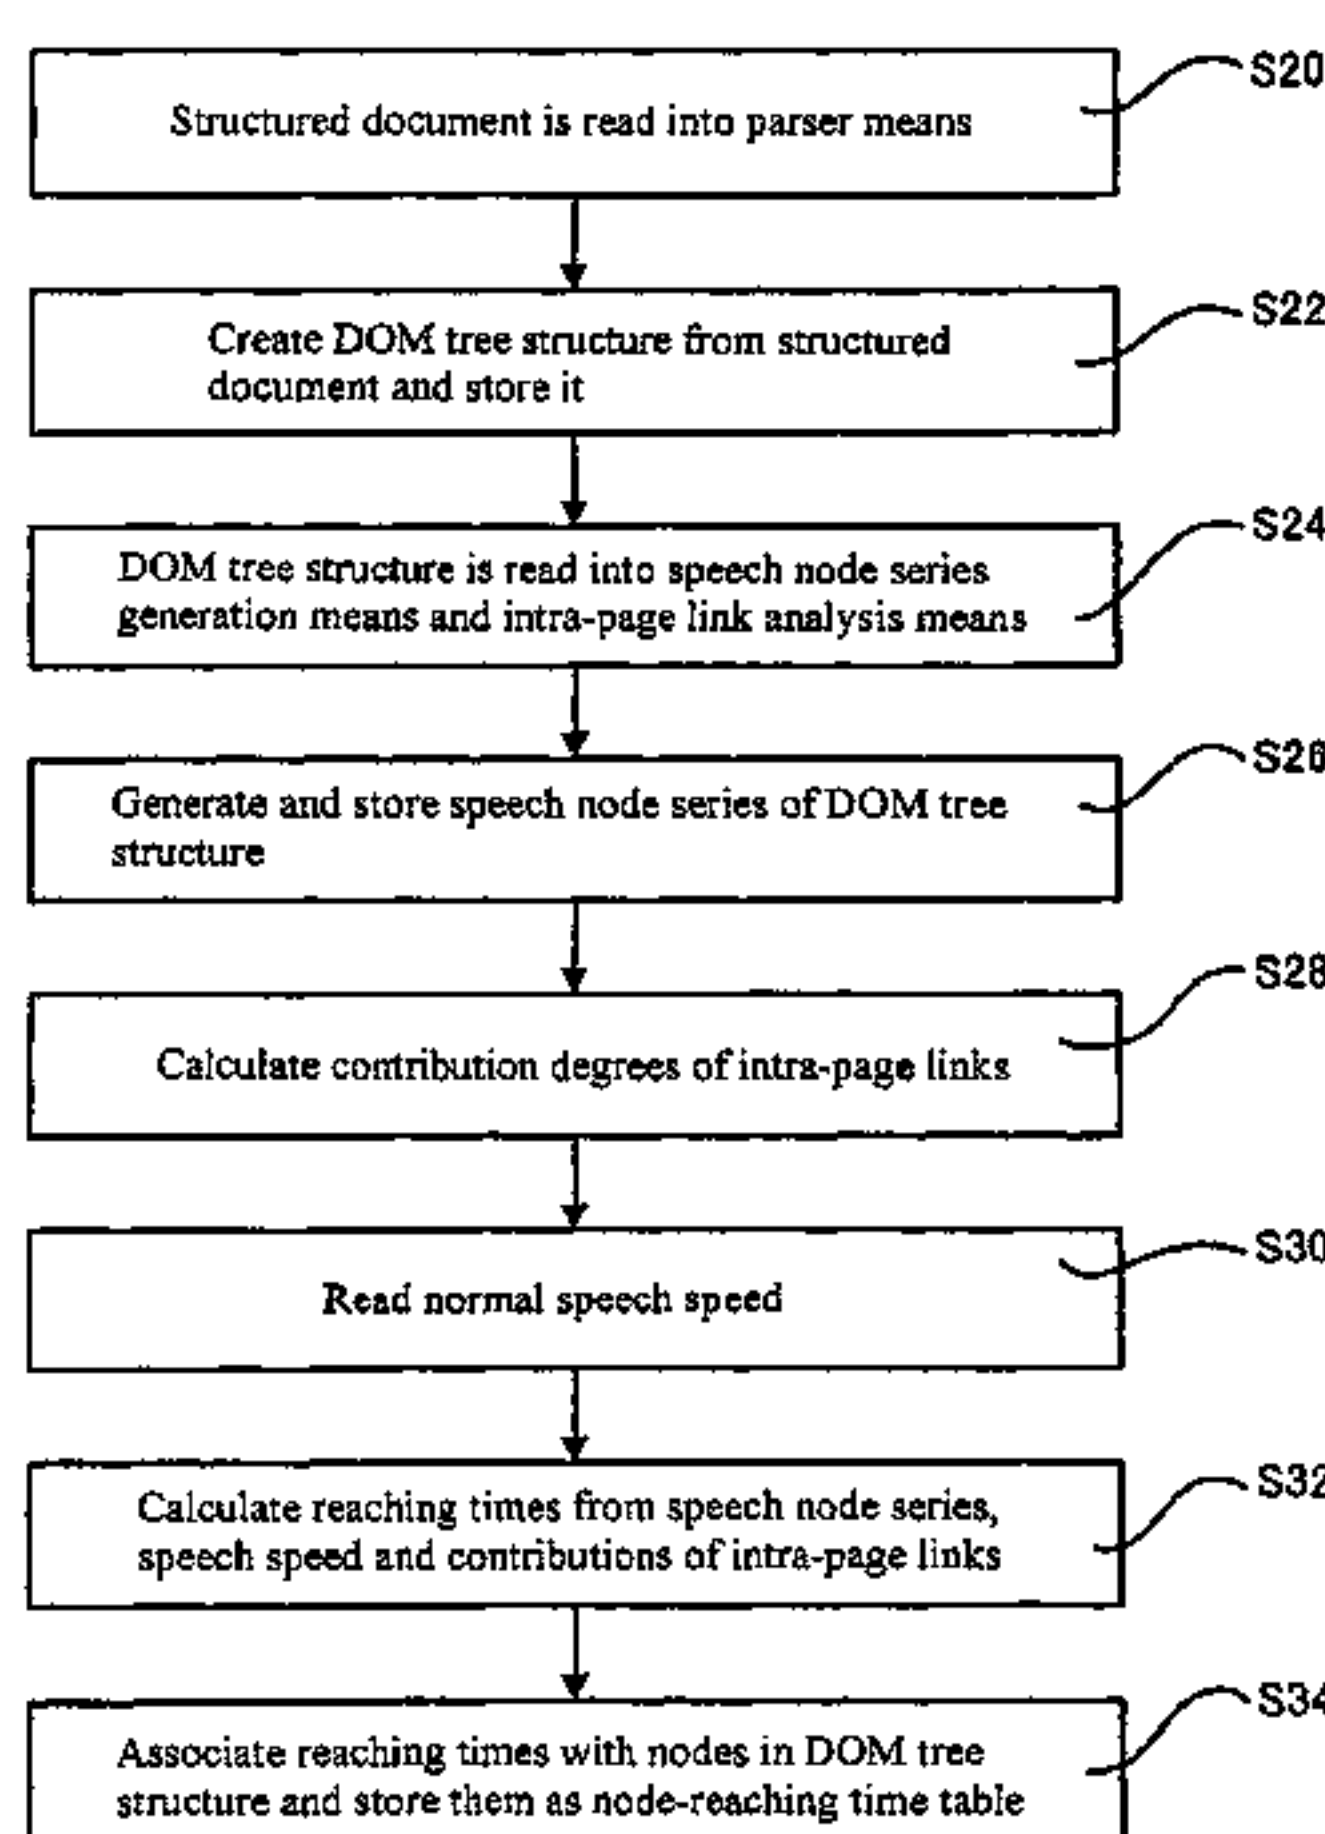 S20
Structured document is read into parser means
S22
Create DOM tree structure from structured
document and store it
S24
DOM tree structure is read into speech node series
generation means and intra-page link analysis means
S26
Generate and store speech node series of DOM tree
structure
S28
Calculate contribution degrees of intra-page links
S30
Read normal speech speed
S32
Calculate reaching times from speech node series,
speech speed and contributions of intra-page links
S34
Associate reaching times with nodes in DOM tree
structure and store them as node-reaching time table